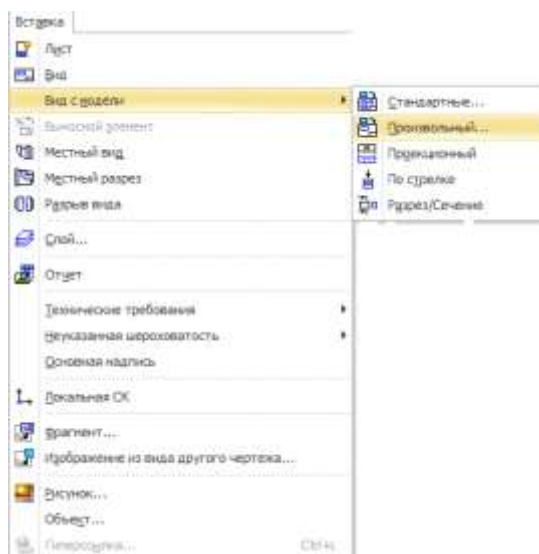 Вставка
Лист
Вид
Вид с модели
Выносной элемент
Местный вид
Местный разрез
Разрыв вида
Слой...
Отчет
Технические требования
Неуказанная шероховатость
Основная надпись
Локальная СК
Фрагмент...
Изображение из вида другого чертежа...
Рисунок...
Объект...
Гиперссылка...
Стандартные...
Произвольный...
Проекционный
По стрелке
Разрез/Сечение